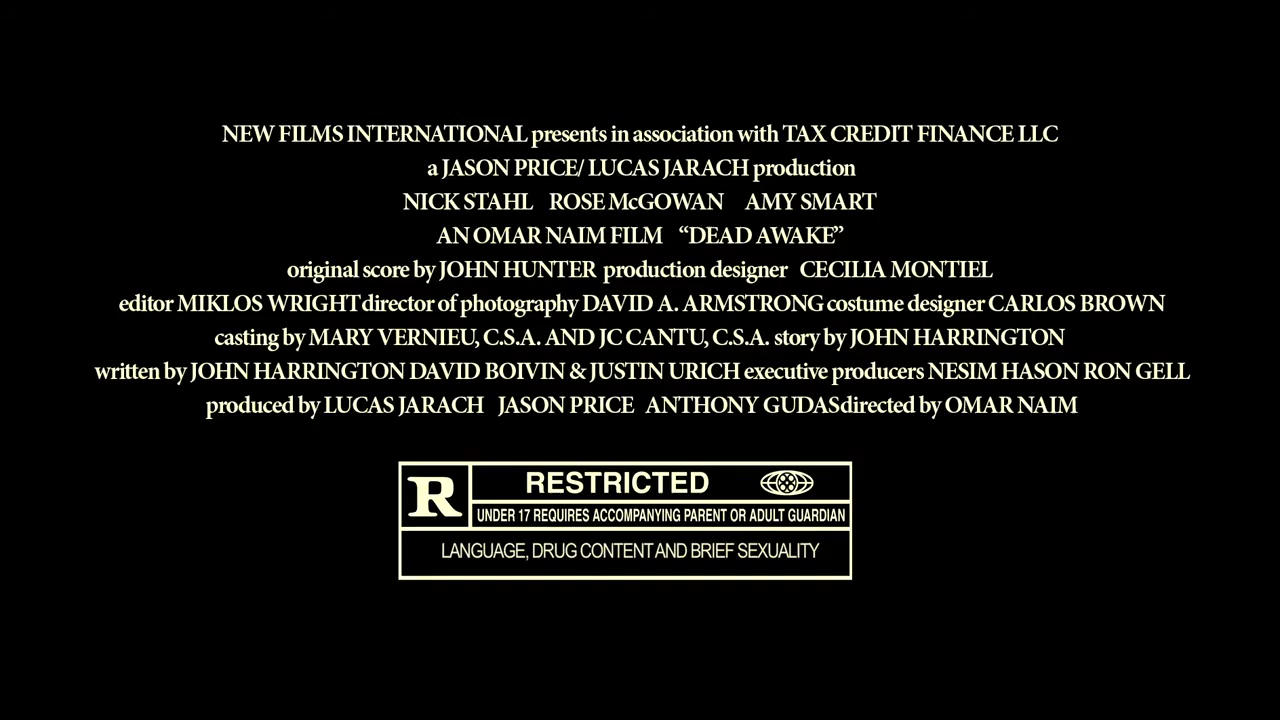 NEW FILMS INTERNATIONAL presents in association with TAX CREDIT FINANCE LLC
a JASON PRICE/ LUCAS JARACH production
NICK STAHL ROSE McGOWAN AMY SMART
AN OMAR NAIM FILM “DEAD AWAKE”
original score by JOHN HUNTER production designer CECILIA MONTIEL
editor MIKLOS WRIGHT director of photography DAVID A. ARMSTRONG costume designer CARLOS BROWN
casting by MARY VERNIEU, C.S.A. AND JC CANTU, C.S.A. story by JOHN HARRINGTON
written by JOHN HARRINGTON DAVID BOIVIN & JUSTIN URICH executive producers NESIM HASON RON GELL
produced by LUCAS JARACH JASON PRICE ANTHONY GUDAS directed by OMAR NAIM
R RESTRICTED
UNDER 17 REQUIRES ACCOMPANYING PARENT OR ADULT GUARDIAN
LANGUAGE, DRUG CONTENT AND BRIEF SEXUALITY